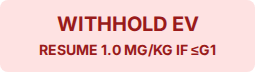 WITHHOLD EV
RESUME 1.0 MG/KG IF ≤G1